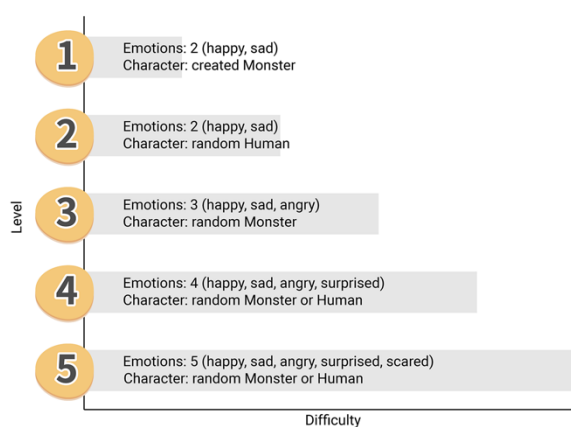 1
Emotions: 2 (happy, sad)
Character: created Monster
2
Emotions: 2 (happy, sad)
Character: random Human
3
Emotions: 3 (happy, sad, angry)
Character: random Monster
4
Emotions: 4 (happy, sad, angry, surprised)
Character: random Monster or Human
5
Emotions: 5 (happy, sad, angry, surprised, scared)
Character: random Monster or Human
Level
Difficulty